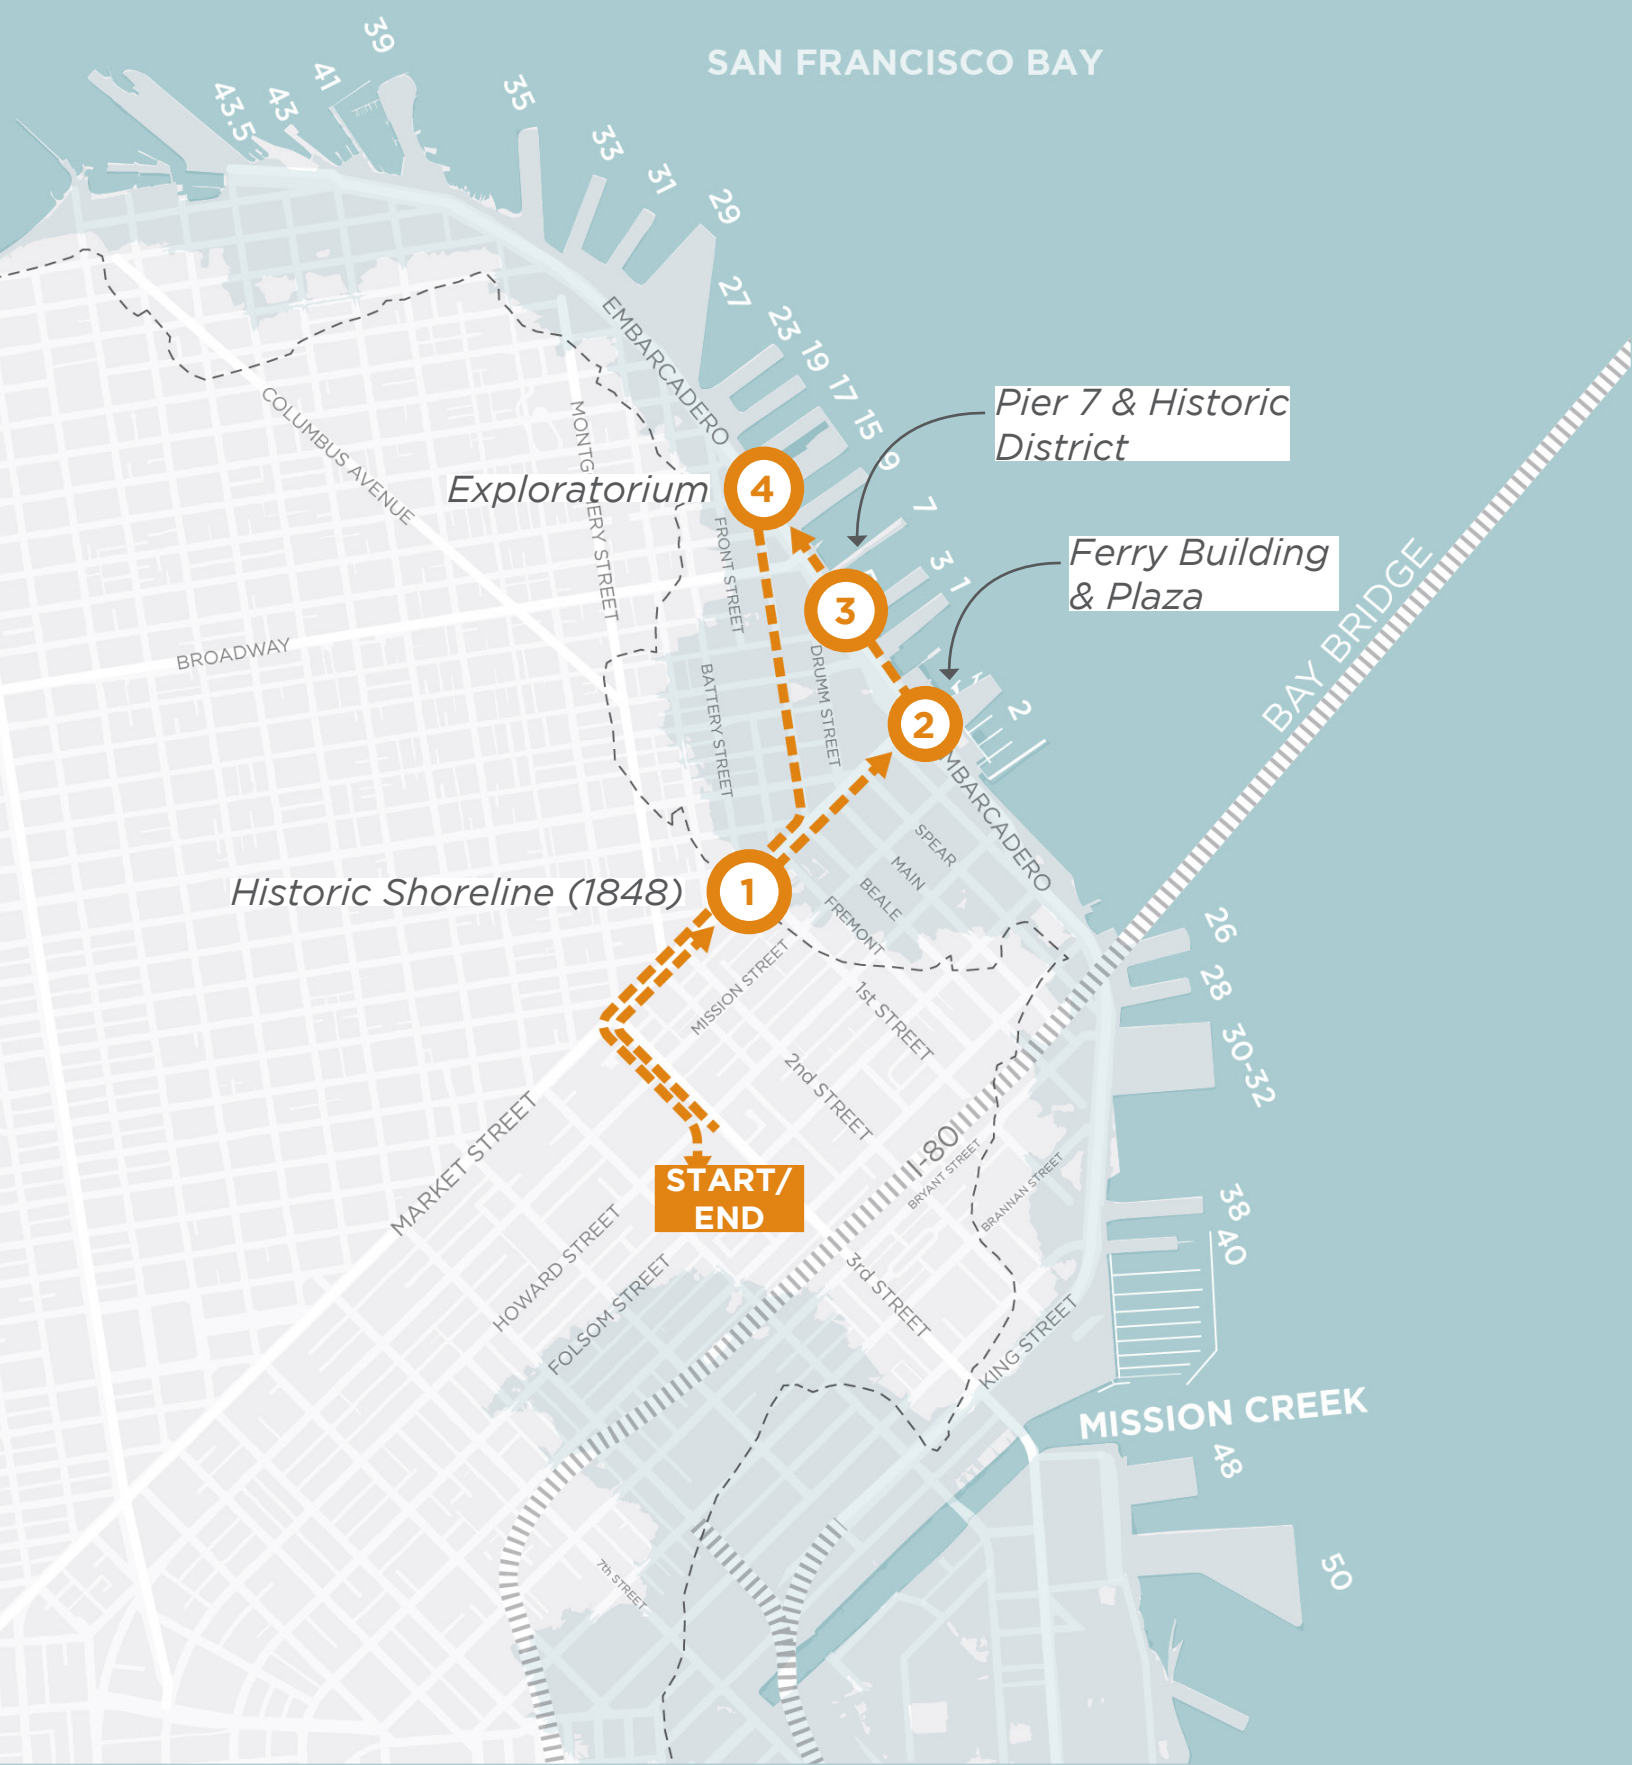 SAN FRANCISCO BAY
39
41
43
43.5
35
33
31
29
27
23
19
17
15
9
7
3
1
2
EMBARCADERO
COLUMBUS AVENUE
MONTG
ERY STREET
Pier 7 & Historic
District
Exploratorium
4
FRONT STREET
Ferry Building
& Plaza
3
BROADWAY
BATTERY STREET
DRUMM STREET
BAY BRIDGE
2
MBARCADERO
SPEAR
MAIN
BEALE
FREMONT
Historic Shoreline (1848)
1
MISSION STREET
1st STREET
2nd STREET
26
28
30-32
MARKET STREET
I-80
BRYANT STREET
BRANNAN STREET
START/
END
HOWARD STREET
FOLSOM STREET
3rd STREET
KING STREET
38
40
MISSION CREEK
48
50
7th STREET